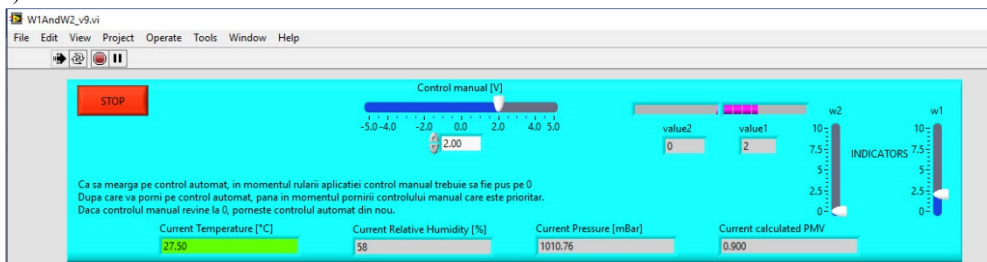 W1AndW2_v9.vi
File Edit View Project Operate Tools Window Help
STOP
Control manual [V]
-5.0 -4.0 -2.0 0.0 2.0 4.0 5.0
2.00
value2 value1
0 2
w2 w1
10 10
7.5 INDICATORS 7.5
5 5
2.5 2.5
0 0
Ca sa mearga pe control automat, in momentul rularii aplicatiei control manual trebuie sa fie pus pe 0
Dupa care va porni pe control automat, pana in momentul pornirii controlului manual care este prioritar.
Daca controlul manual revine la 0, porneste controlul automat din nou.
Current Temperature [°C] Current Relative Humidity [%] Current Pressure [mBar] Current calculated PMV
27.50 58 1010.76 0.900